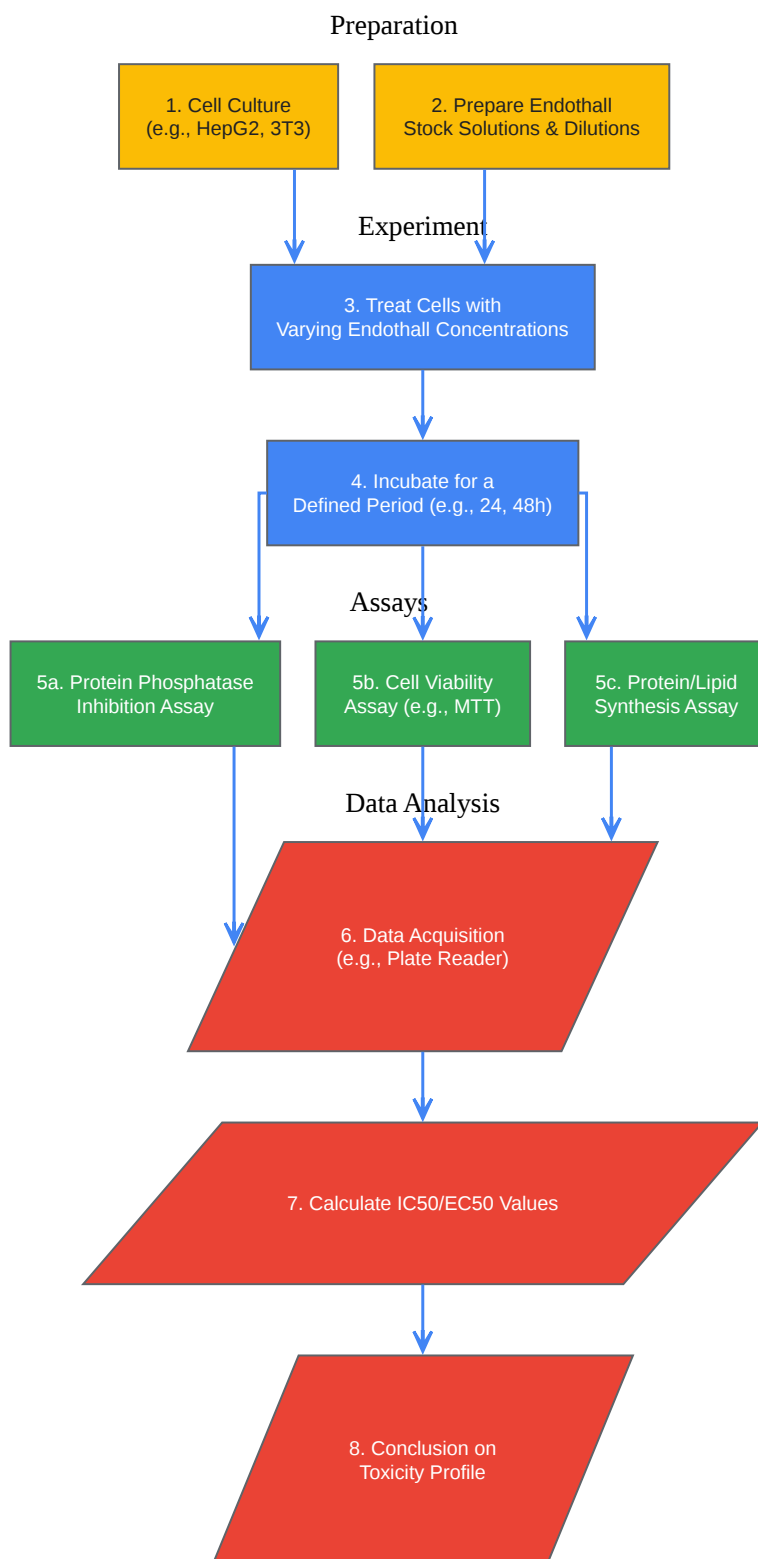 Preparation
1. Cell Culture
(e.g., HepG2, 3T3)
2. Prepare Endothall
Stock Solutions & Dilutions
Experiment
3. Treat Cells with
Varying Endothall Concentrations
4. Incubate for a
Defined Period (e.g., 24, 48h)
Assays
5a. Protein Phosphatase
Inhibition Assay
5b. Cell Viability
Assay (e.g., MTT)
5c. Protein/Lipid
Synthesis Assay
Data Analysis
6. Data Acquisition
(e.g., Plate Reader)
7. Calculate IC50/EC50 Values
8. Conclusion on
Toxicity Profile